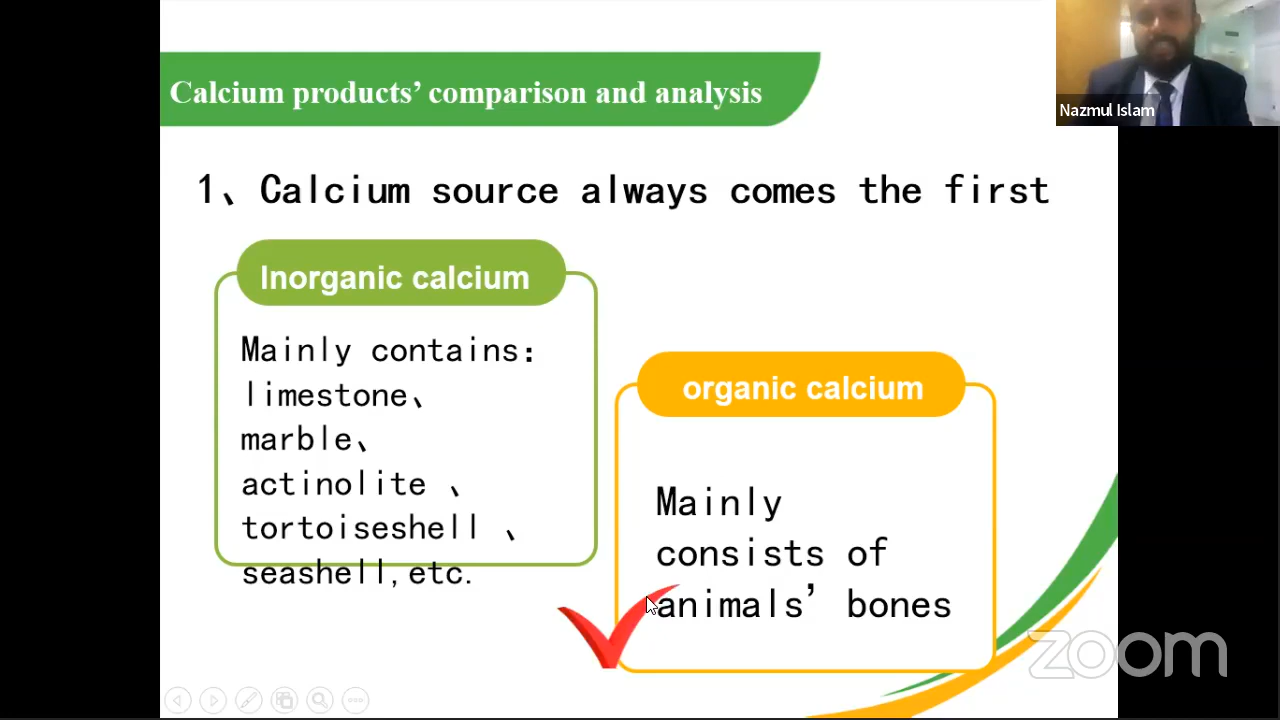 Calcium products’ comparison and analysis
Nazmul Islam
1、Calcium source always comes the first
Inorganic calcium
Mainly contains：
limestone、
marble、
actinolite 、
tortoiseshell 、
seashell,etc.
organic calcium
Mainly
consists of
animals’ bones
zoom